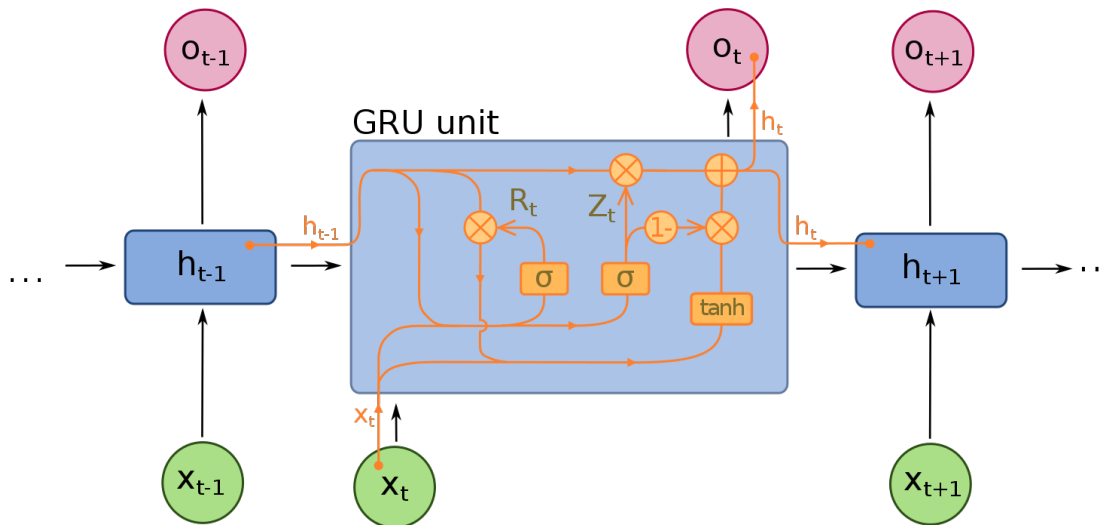 o_{t-1}
o_t
o_{t+1}
GRU unit
h_t
R_t
Z_t
h_{t-1}
1-
h_t
...
h_{t-1}
σ
σ
h_{t+1}
..
tanh
x_t
x_{t-1}
x_t
x_{t+1}